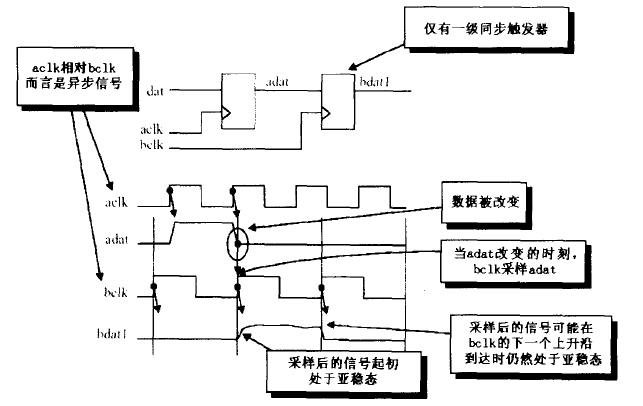 仅有一级同步触发器
aclk相对bclk
而言是异步信号
dat
adat
bdat1
aclk
bclk
aclk
数据被改变
adat
当adat改变的时刻，
bclk采样adat
bclk
bdat1
采样后的信号起初
处于亚稳态
采样后的信号可能在
bclk的下一个上升沿
到达时仍然处于亚稳态